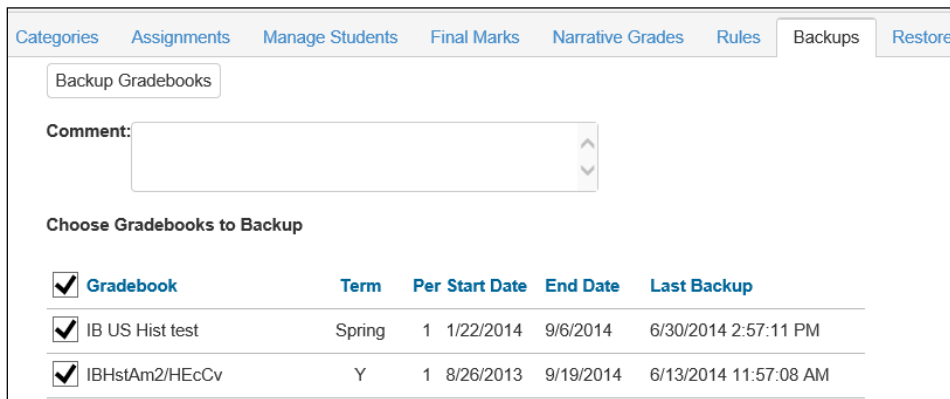 Categories Assignments Manage Students Final Marks Narrative Grades Rules Backups Restore
Backup Gradebooks
Comment:
Choose Gradebooks to Backup
Gradebook Term Per Start Date End Date Last Backup
IB US Hist test Spring 1 1/22/2014 9/6/2014 6/30/2014 2:57:11 PM
IBHstAm2/HEcCv Y 1 8/26/2013 9/19/2014 6/13/2014 11:57:08 AM